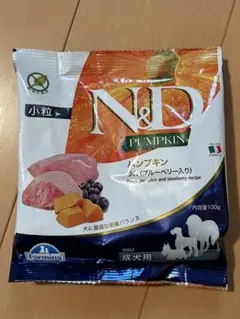 小粒
N&D
PUMPKIN
パンプキン
(ブルーベリー入り)
pumpkin and blueberry recipe
内容量100g
犬に最適な栄養バランス
Farmina
ADULT
成犬用